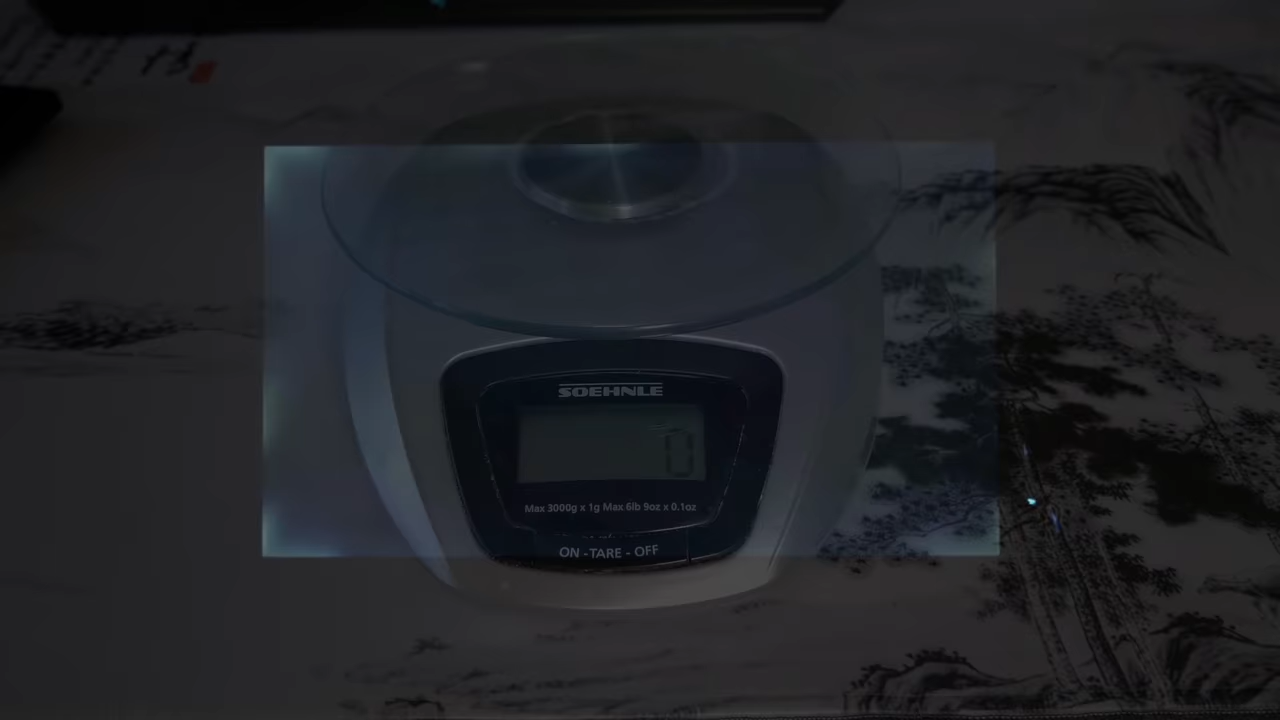 SOEHNLE
0
Max 3000g x 1g Max 6lb 9oz x 0.1oz
ON - TARE - OFF